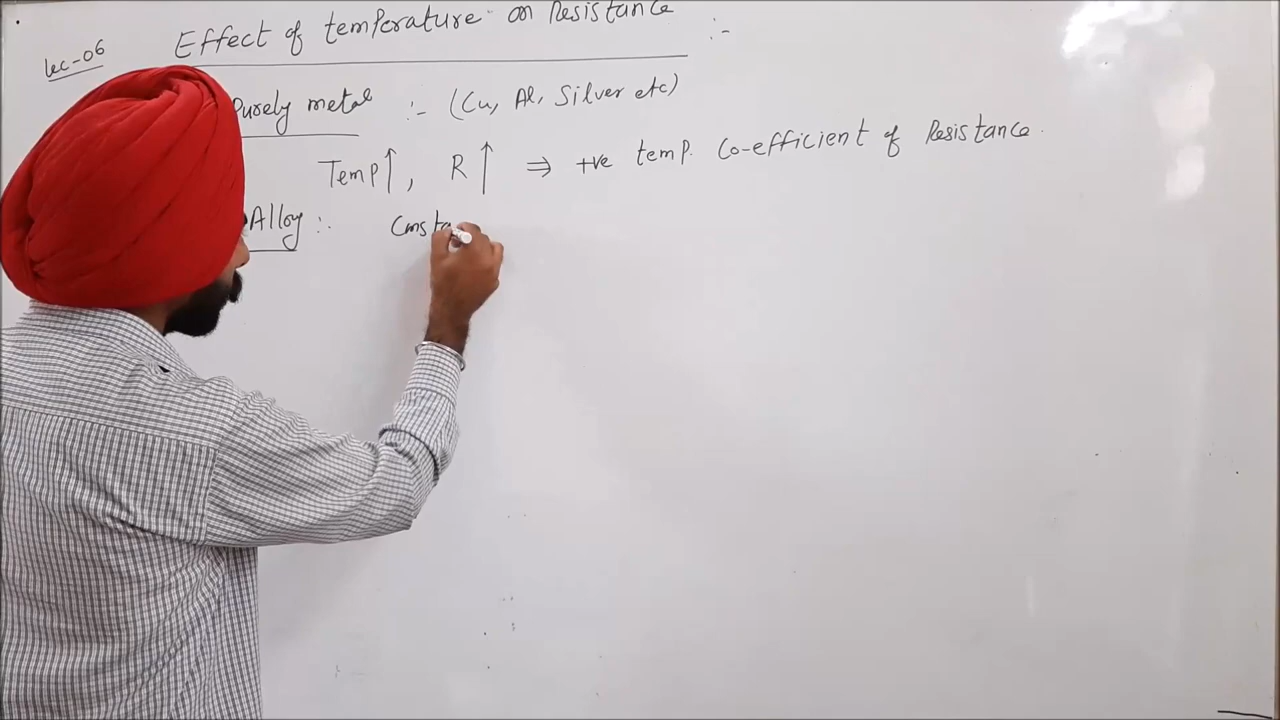 Effect of temperature on Resistance :-
Lec-06
Purely metal :- (Cu, Al, Silver etc)
Temp↑, R↑ ⇒ +ve temp. Co-efficient of Resistance.
Alloy :- Consta